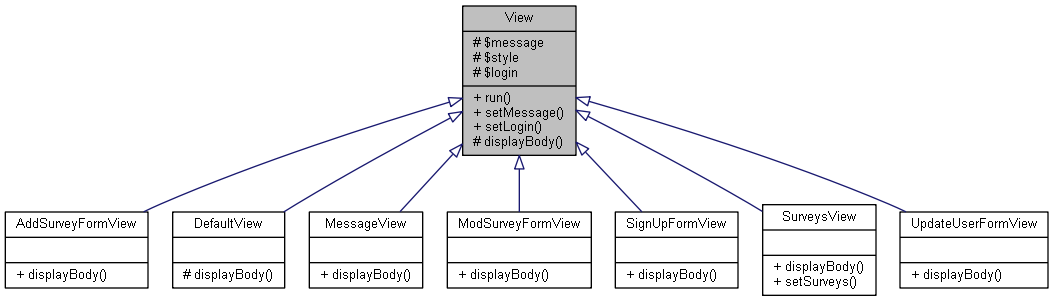 View
# $message
# $style
# $login
+ run()
+ setMessage()
+ setLogin()
# displayBody()
AddSurveyFormView
+ displayBody()
DefaultView
# displayBody()
MessageView
+ displayBody()
ModSurveyFormView
+ displayBody()
SignUpFormView
+ displayBody()
SurveysView
+ displayBody()
+ setSurveys()
UpdateUserFormView
+ displayBody()